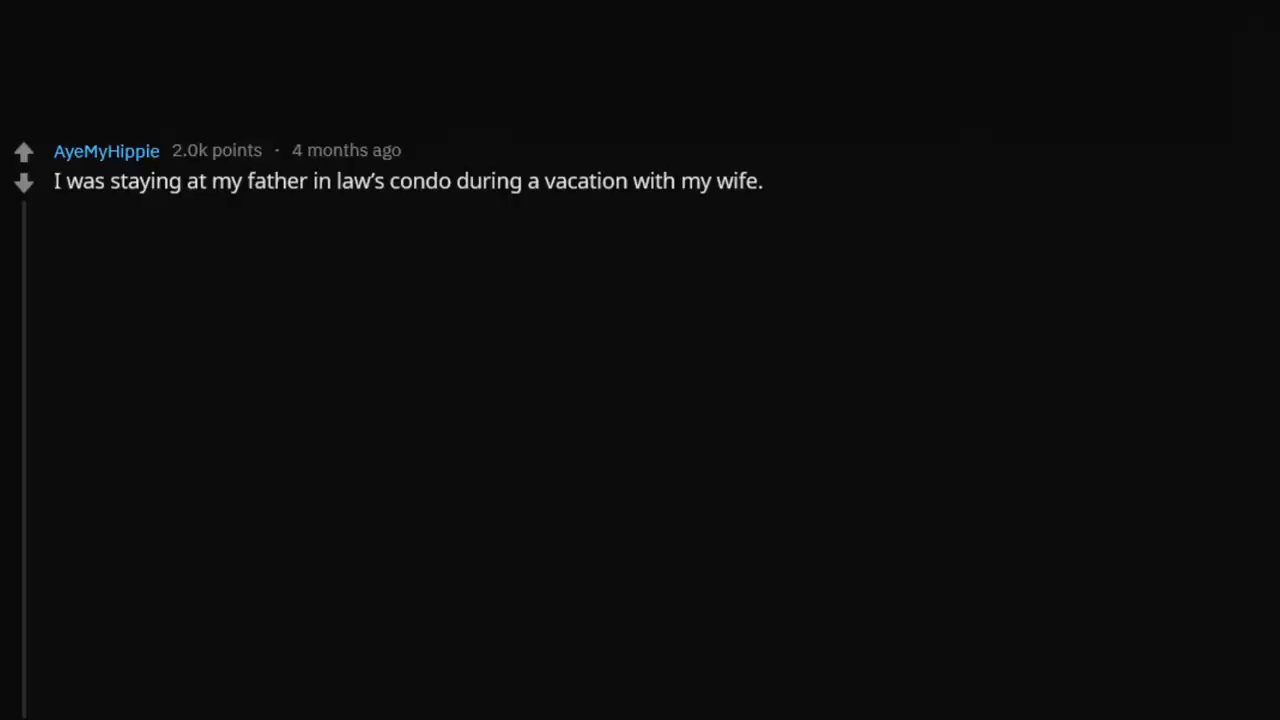 AyeMyHippie 2.0k points · 4 months ago
I was staying at my father in law’s condo during a vacation with my wife.